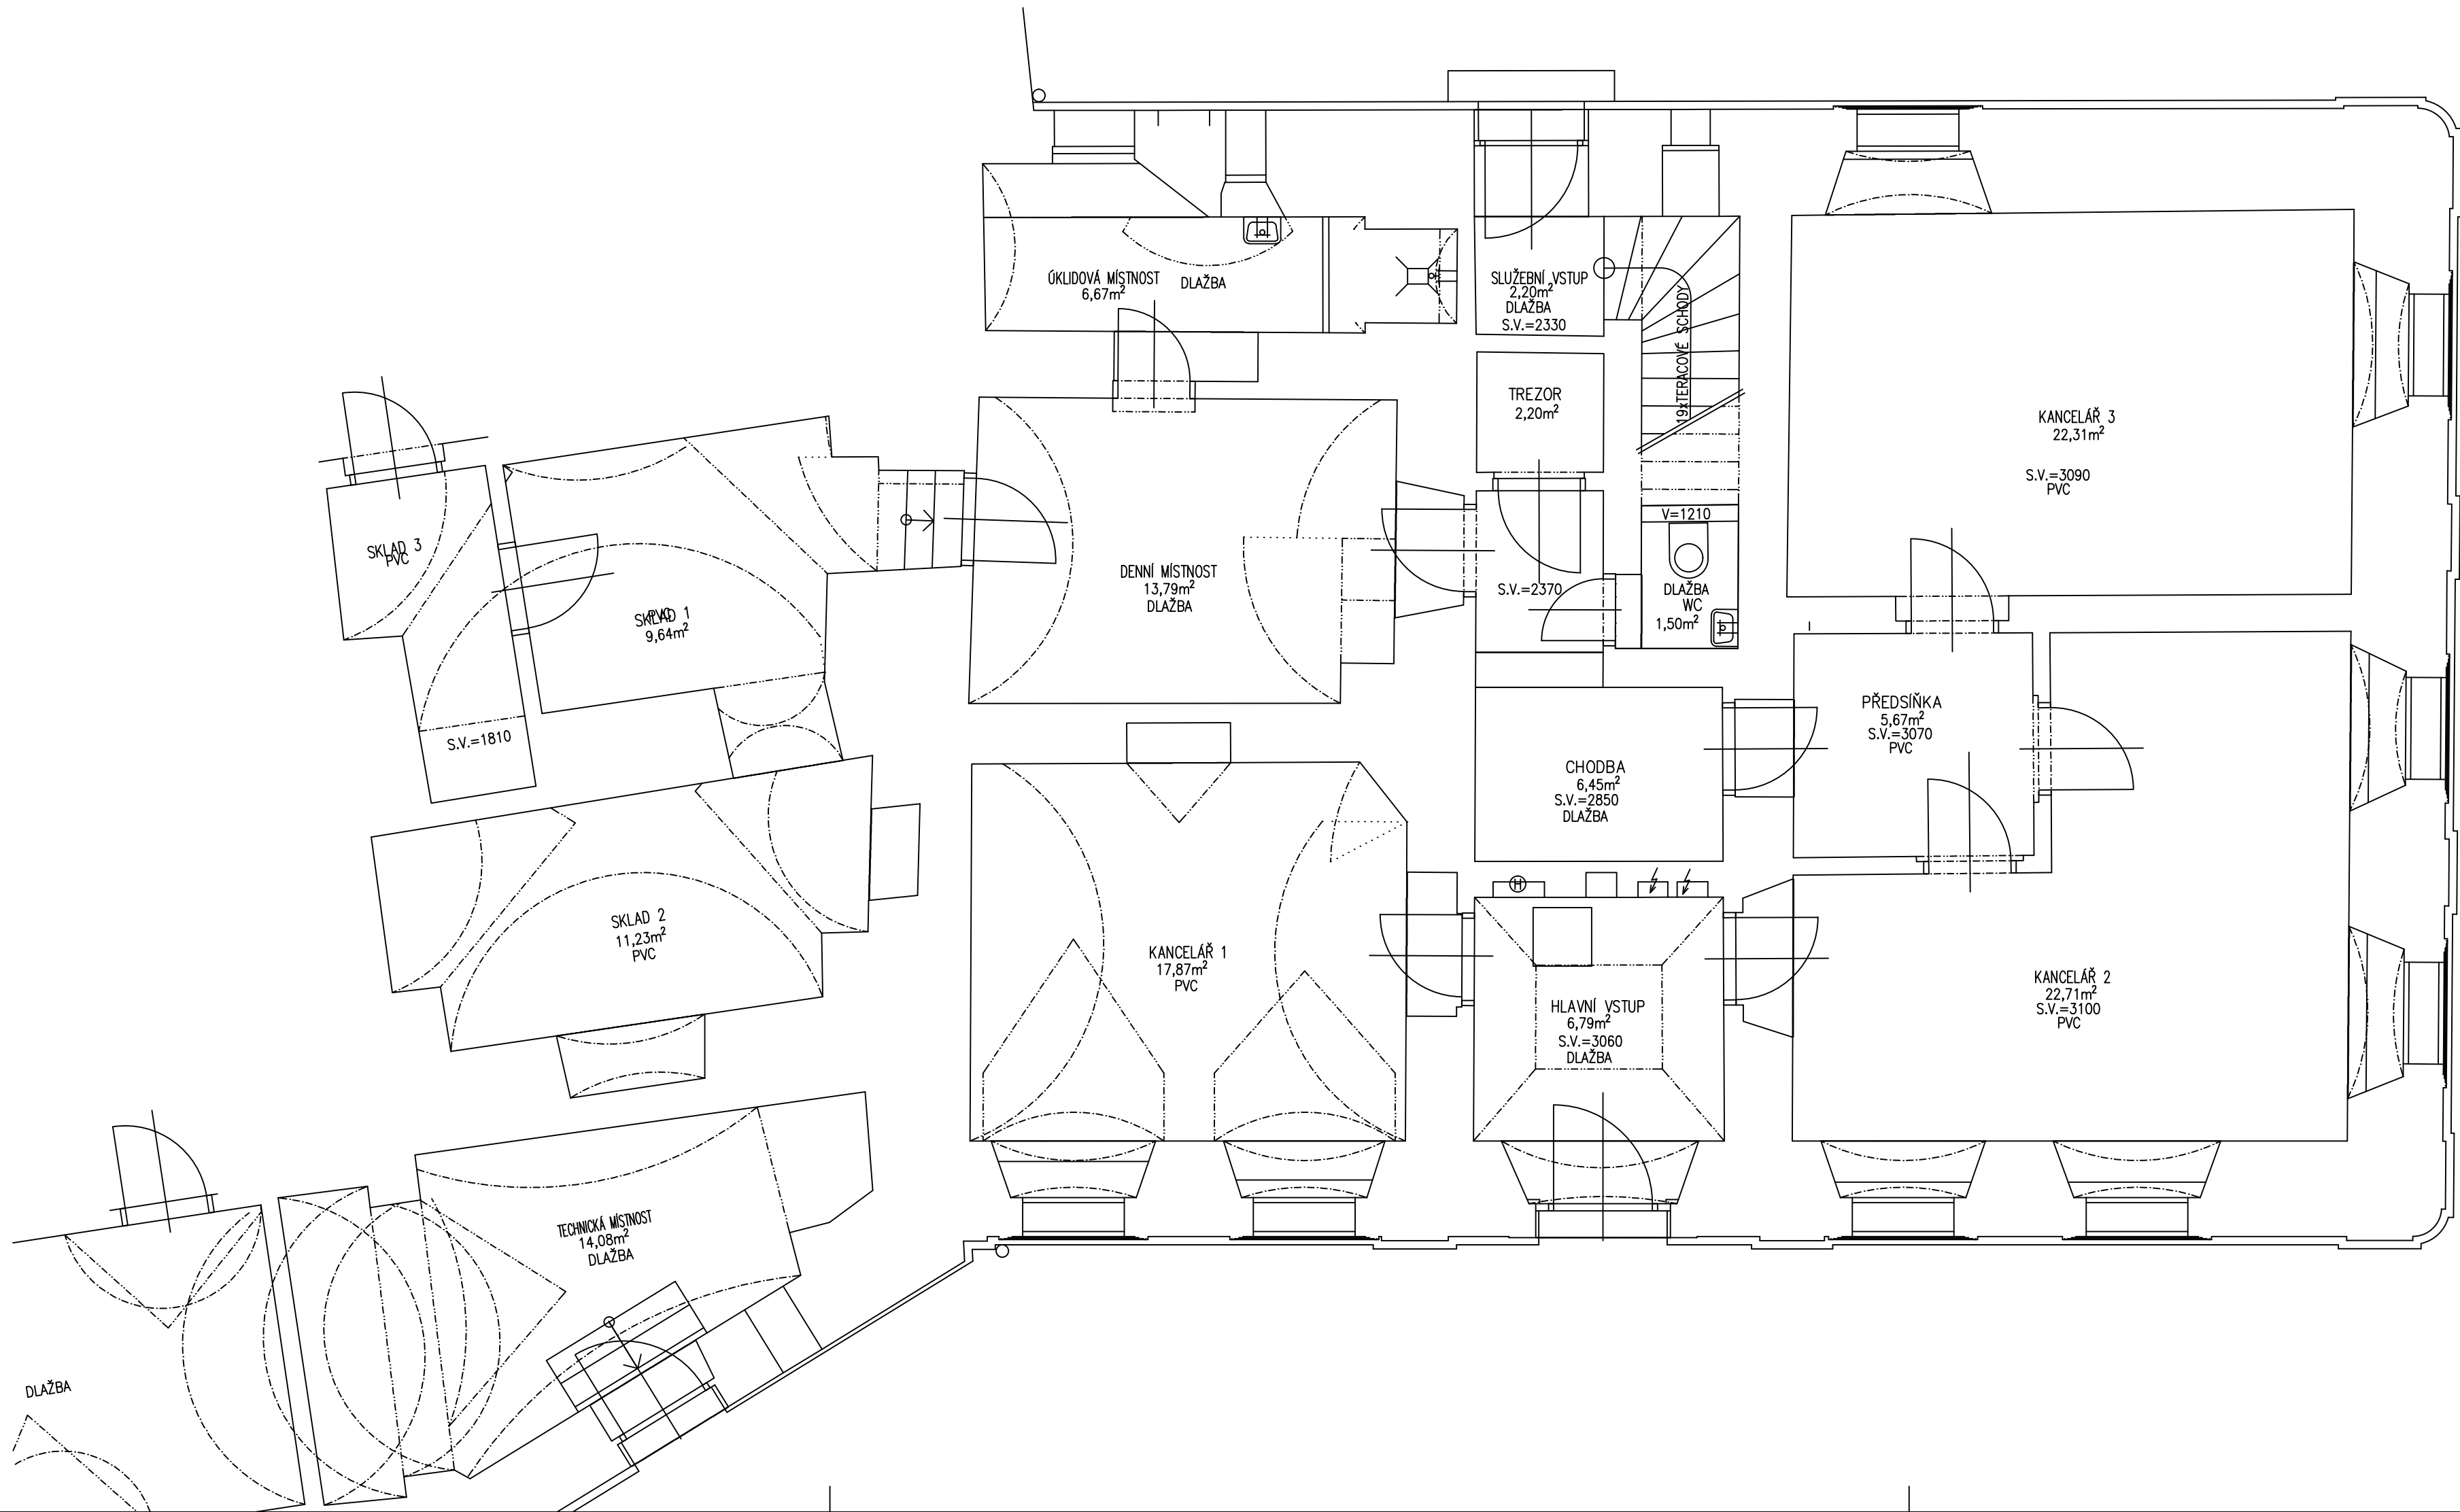 ÚKLIDOVÁ MÍSTNOST
6,67m²
DLAŽBA
SLUŽEBNÍ VSTUP
2,20m²
DLAŽBA
S.V.=2330
19xTERACOVÉ SCHODY
TREZOR
2,20m²
KANCELÁŘ 3
22,31m²
S.V.=3090
PVC
SKLAD 3
PVC
SKLAD 1
PVC
9,64m²
S.V.=1810
DENNÍ MÍSTNOST
13,79m²
DLAŽBA
S.V.=2370
V=1210
DLAŽBA
WC
1,50m²
PŘEDSÍŇKA
5,67m²
S.V.=3070
PVC
CHODBA
6,45m²
S.V.=2850
DLAŽBA
SKLAD 2
11,23m²
PVC
KANCELÁŘ 1
17,87m²
PVC
H
HLAVNÍ VSTUP
6,79m²
S.V.=3060
DLAŽBA
KANCELÁŘ 2
22,71m²
S.V.=3100
PVC
TECHNICKÁ MÍSTNOST
14,08m²
DLAŽBA
DLAŽBA